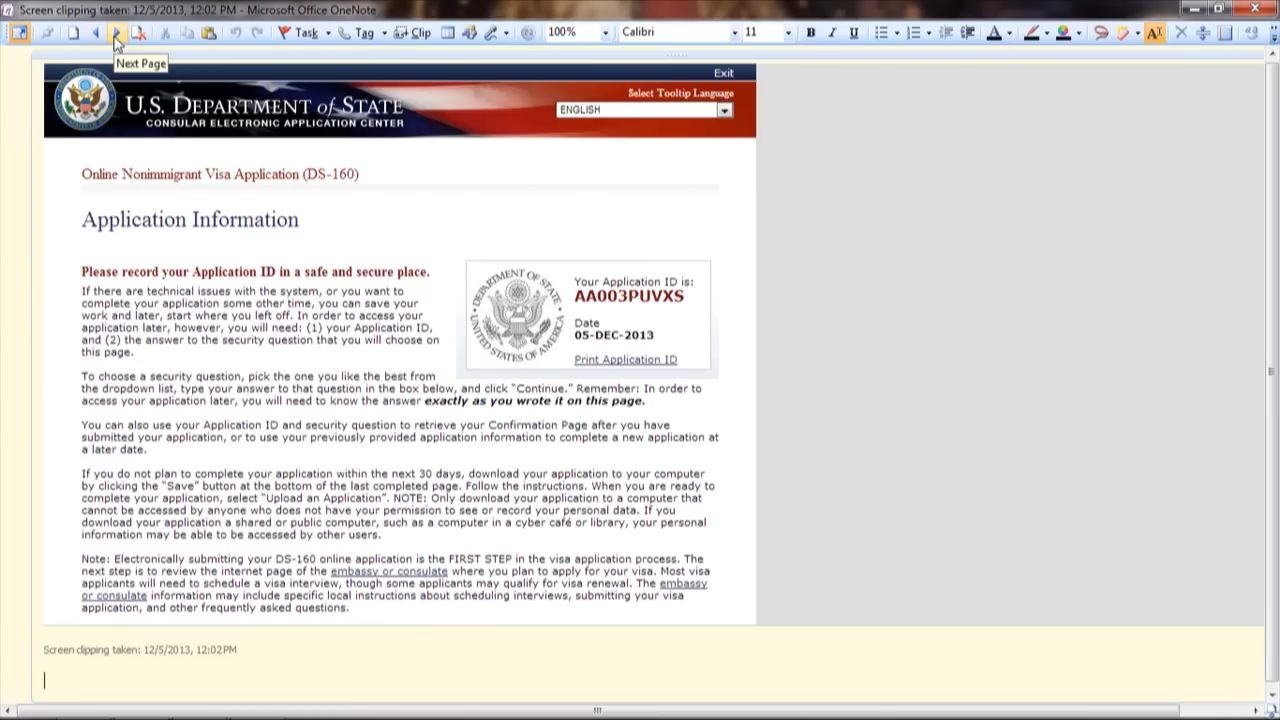 Screen clipping taken: 12/5/2013, 12:02 PM - Microsoft Office OneNote
Task
Tag
Clip
100%
Calibri
11
B I U
Next Page
Exit
U.S. DEPARTMENT of STATE
CONSULAR ELECTRONIC APPLICATION CENTER
Select Tooltip Language
ENGLISH
Online Nonimmigrant Visa Application (DS-160)
Application Information
Please record your Application ID in a safe and secure place.
If there are technical issues with the system, or you want to
complete your application some other time, you can save your
work and later, start where you left off. In order to access your
application later, however, you will need: (1) your Application ID,
and (2) the answer to the security question that you will choose on
this page.
DEPARTMENT OF STATE
UNITED STATES OF AMERICA
Your Application ID is:
AA003PUVXS
Date
05-DEC-2013
Print Application ID
To choose a security question, pick the one you like the best from
the dropdown list, type your answer to that question in the box below, and click "Continue." Remember: In order to
access your application later, you will need to know the answer exactly as you wrote it on this page.
You can also use your Application ID and security question to retrieve your Confirmation Page after you have
submitted your application, or to use your previously provided application information to complete a new application at
a later date.
If you do not plan to complete your application within the next 30 days, download your application to your computer
by clicking the "Save" button at the bottom of the last completed page. Follow the instructions. When you are ready to
complete your application, select "Upload an Application". NOTE: Only download your application to a computer that
cannot be accessed by anyone who does not have your permission to see or record your personal data. If you
download your application a shared or public computer, such as a computer in a cyber café or library, your personal
information may be able to be accessed by other users.
Note: Electronically submitting your DS-160 online application is the FIRST STEP in the visa application process. The
next step is to review the internet page of the embassy or consulate where you plan to apply for your visa. Most visa
applicants will need to schedule a visa interview, though some applicants may qualify for visa renewal. The embassy
or consulate information may include specific local instructions about scheduling interviews, submitting your visa
application, and other frequently asked questions.
Screen clipping taken: 12/5/2013, 12:02 PM